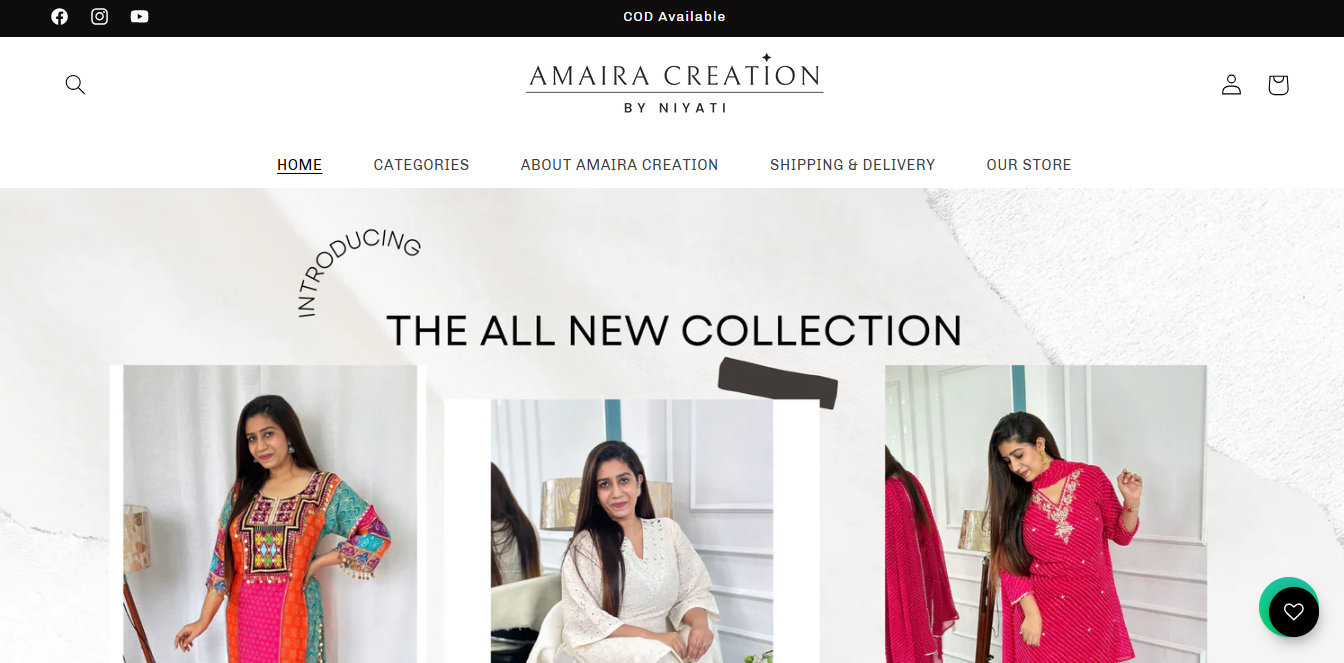 COD Available
AMAIRA CREATION
BY NIYATI
HOME CATEGORIES ABOUT AMAIRA CREATION SHIPPING & DELIVERY OUR STORE
INTRODUCING
THE ALL NEW COLLECTION